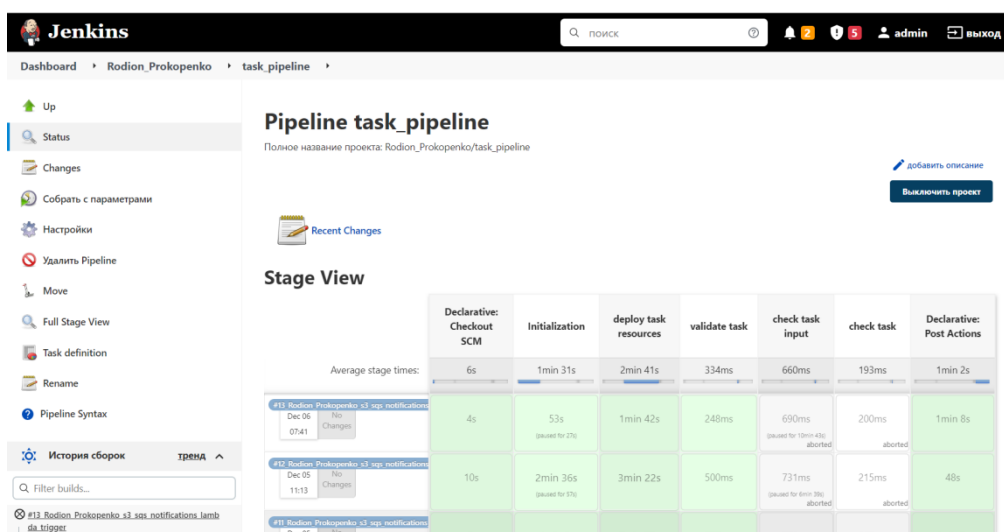 Jenkins
поиск
2
5
admin
выход
Dashboard
Rodion_Prokopenko
task_pipeline
Up
Status
Changes
Собрать с параметрами
Настройки
Удалить Pipeline
Move
Full Stage View
Task definition
Rename
Pipeline Syntax
История сборок
тренд
Filter builds...
#13 Rodion Prokopenko s3 sqs notifications lamb
da trigger
Pipeline task_pipeline
Полное название проекта: Rodion_Prokopenko/task_pipeline
добавить описание
Выключить проект
Recent Changes
Stage View
Declarative:
Checkout
SCM
Initialization
deploy task
resources
validate task
check task
input
check task
Declarative:
Post Actions
Average stage times:
6s
1min 31s
2min 41s
334ms
660ms
193ms
1min 2s
#13 Rodion Prokopenko s3 sqs notifications
Dec 06
07:41
No
Changes
4s
53s
(paused for 27s)
1min 42s
248ms
690ms
(paused for 10min 43s)
aborted
200ms
aborted
1min 8s
#12 Rodion Prokopenko s3 sqs notifications
Dec 05
11:13
No
Changes
10s
2min 36s
(paused for 57s)
3min 22s
500ms
731ms
(paused for 6min 39s)
aborted
215ms
aborted
48s
#11 Rodion Prokopenko s3 sqs notifications